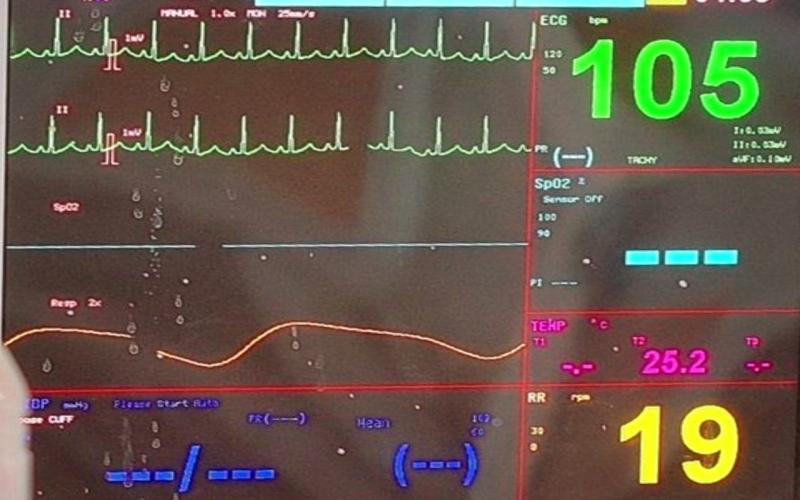 II MANUAL 1.0x MON 25mm/s
1mV
II
1mV
SpO2
Resp 2x
ECG bpm
120
50
105
PR (---)
TACHY
I:0.03mV
II:0.03mV
aVF:0.10mV
SpO2 %
Sensor Off
100
90
--- 
PI ---
TEMP °C
T1 T2 T3
-.- 25.2 -.-
RR rpm
30
19
mmHg Please Start Auto PR(---)
CUFF
Mean
---/--- (---)